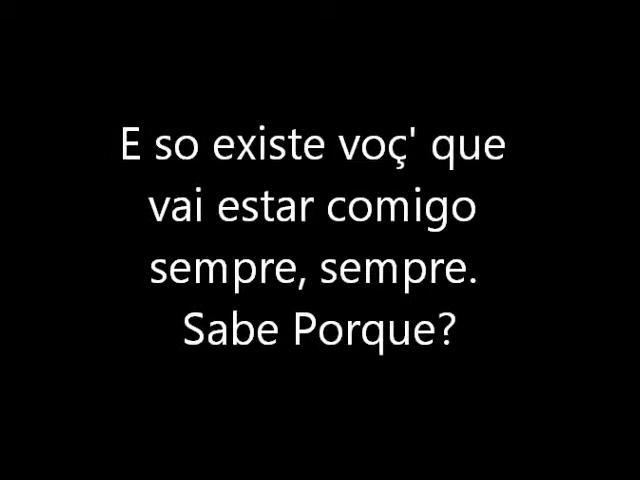 E so existe voç' que
vai estar comigo
sempre, sempre.
Sabe Porque?